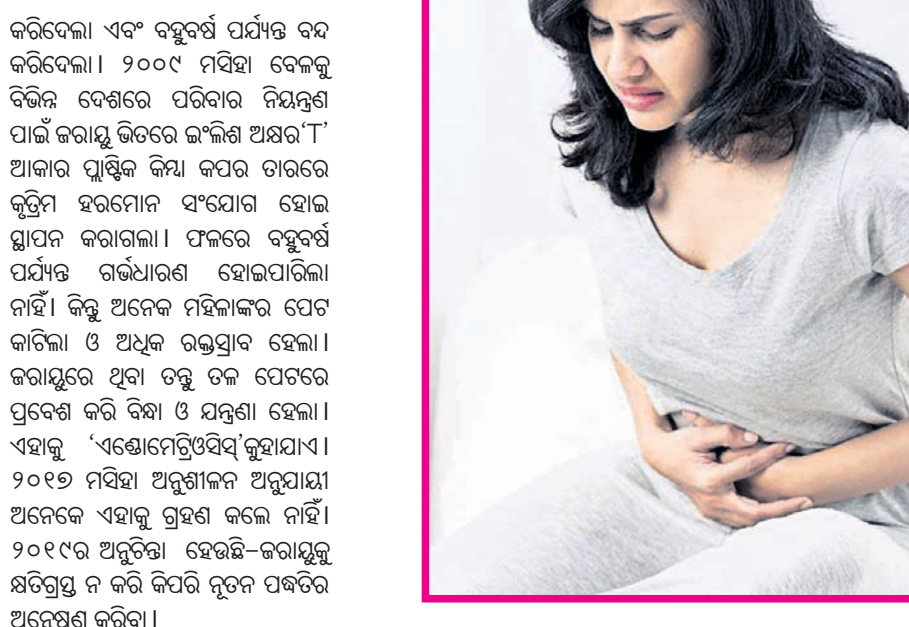 କରିଦେଲା ଏବଂ ବହୁବର୍ଷ ପର୍ଯ୍ୟନ୍ତ ବନ୍ଦ
କରିଦେଲା। ୨୦୦୯ ମସିହା ବେଳକୁ
ବିଭିନ୍ନ ଦେଶରେ ପରିବାର ନିୟନ୍ତ୍ରଣ
ପାଇଁ ଜରାୟୁ ଭିତରେ ଇଂଲିଶ ଅକ୍ଷର‘T’
ଆକାର ପ୍ଲାଷ୍ଟିକ କିମ୍ବା କପର ତାରରେ
କୃତ୍ରିମ ହରମୋନ ସଂଯୋଗ ହୋଇ
ସ୍ଥାପନ କରାଗଲା। ଫଳରେ ବହୁବର୍ଷ
ପର୍ଯ୍ୟନ୍ତ ଗର୍ଭଧାରଣ ହୋଇପାରିଲା
ନାହିଁ। କିନ୍ତୁ ଅନେକ ମହିଳାଙ୍କର ପେଟ
କାଟିଲା ଓ ଅଧିକ ରକ୍ତସ୍ରାବ ହେଲା।
ଜରାୟୁରେ ଥିବା ତନ୍ତୁ ତଳ ପେଟରେ
ପ୍ରବେଶ କରି ବିନ୍ଧା ଓ ଯନ୍ତ୍ରଣା ହେଲା।
ଏହାକୁ ‘ଏଣ୍ଡୋମେଟ୍ରିଓସିସ୍’କୁହାଯାଏ।
୨୦୧୭ ମସିହା ଅନୁଶୀଳନ ଅନୁଯାୟୀ
ଅନେକେ ଏହାକୁ ଗ୍ରହଣ କଲେ ନାହିଁ।
୨୦୧୯ର ଅନୁଚିନ୍ତା ହେଉଛି–ଜରାୟୁକୁ
କ୍ଷତିଗ୍ରସ୍ତ ନ କରି କିପରି ନୂତନ ପଦ୍ଧତିର
ଅନ୍ୱେଷଣ କରିବା।